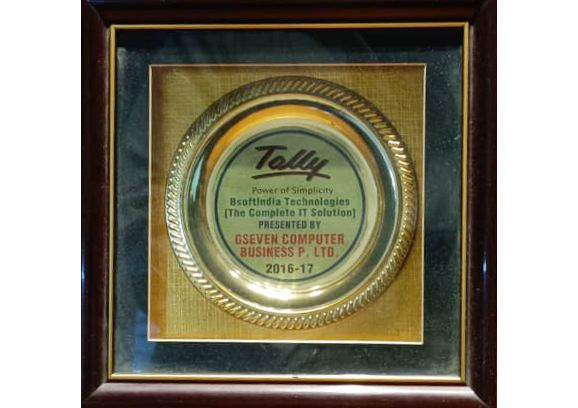 Tally
Power of Simplicity
BsoftIndia Technologies
(The Complete IT Solution)
PRESENTED BY
GSEVEN COMPUTER
BUSINESS P. LTD.
2016-17